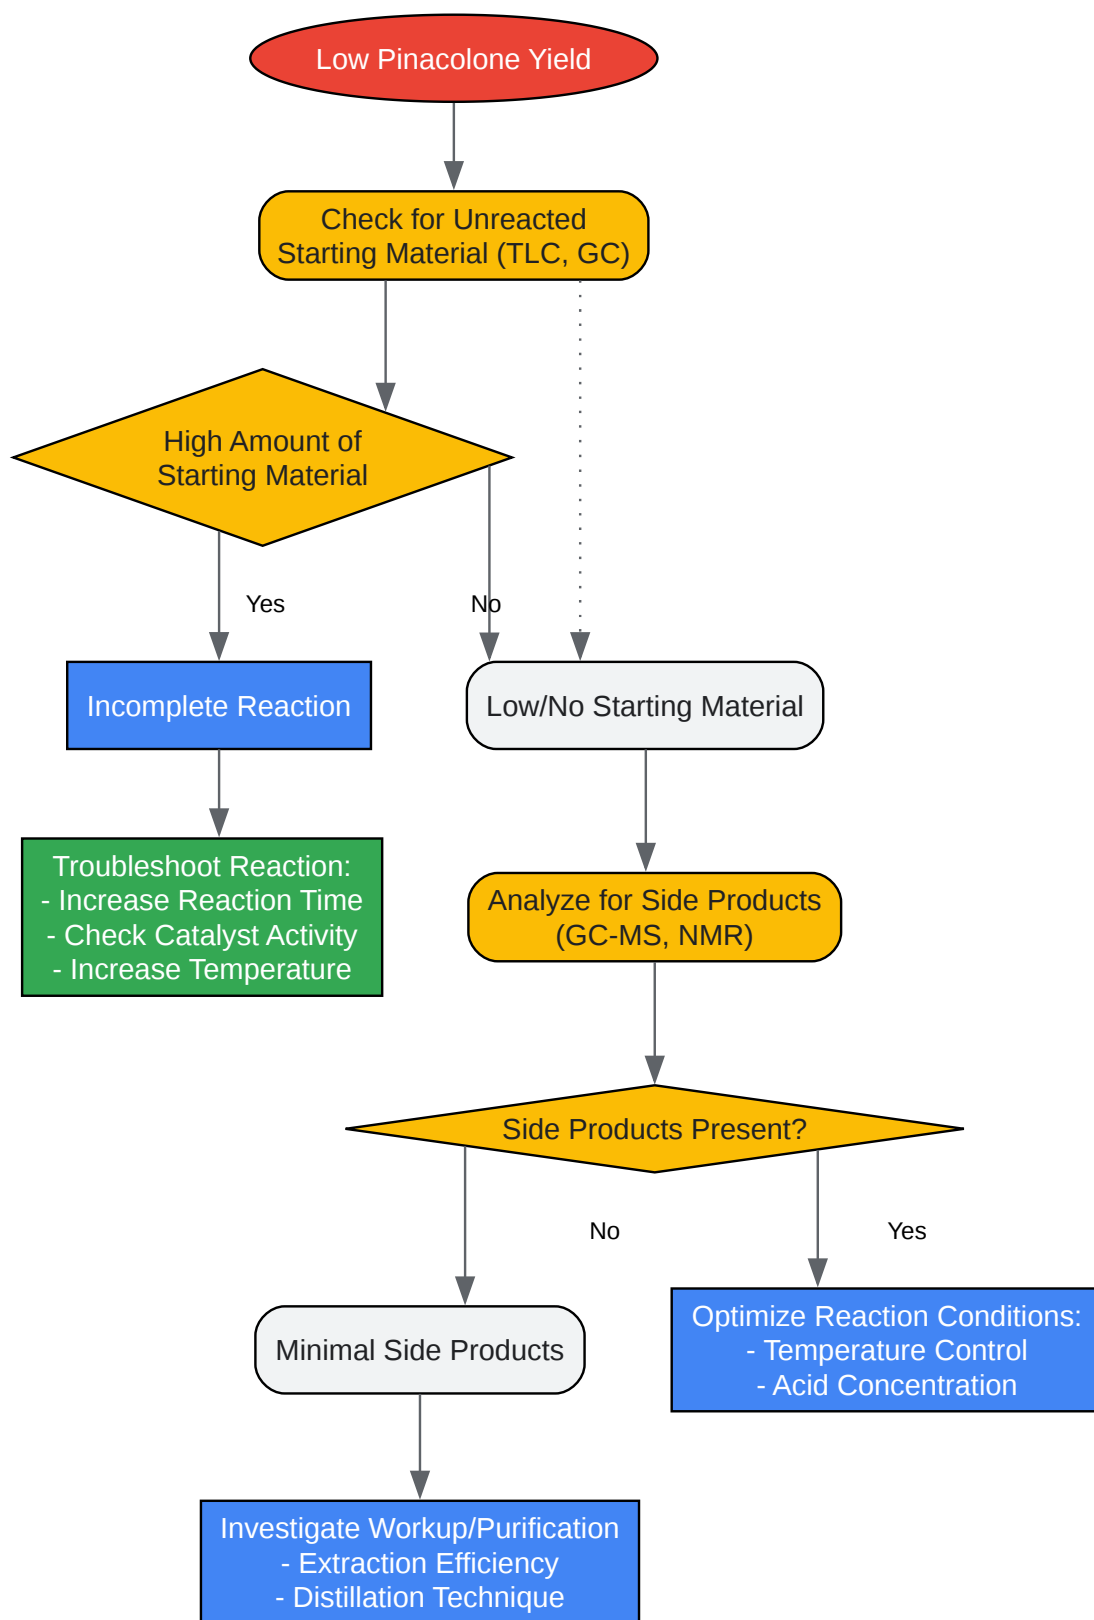 Low Pinacolone Yield
Check for Unreacted
Starting Material (TLC, GC)
High Amount of
Starting Material
Yes
No
Incomplete Reaction
Low/No Starting Material
Troubleshoot Reaction:
- Increase Reaction Time
- Check Catalyst Activity
- Increase Temperature
Analyze for Side Products
(GC-MS, NMR)
Side Products Present?
No
Yes
Minimal Side Products
Optimize Reaction Conditions:
- Temperature Control
- Acid Concentration
Investigate Workup/Purification
- Extraction Efficiency
- Distillation Technique